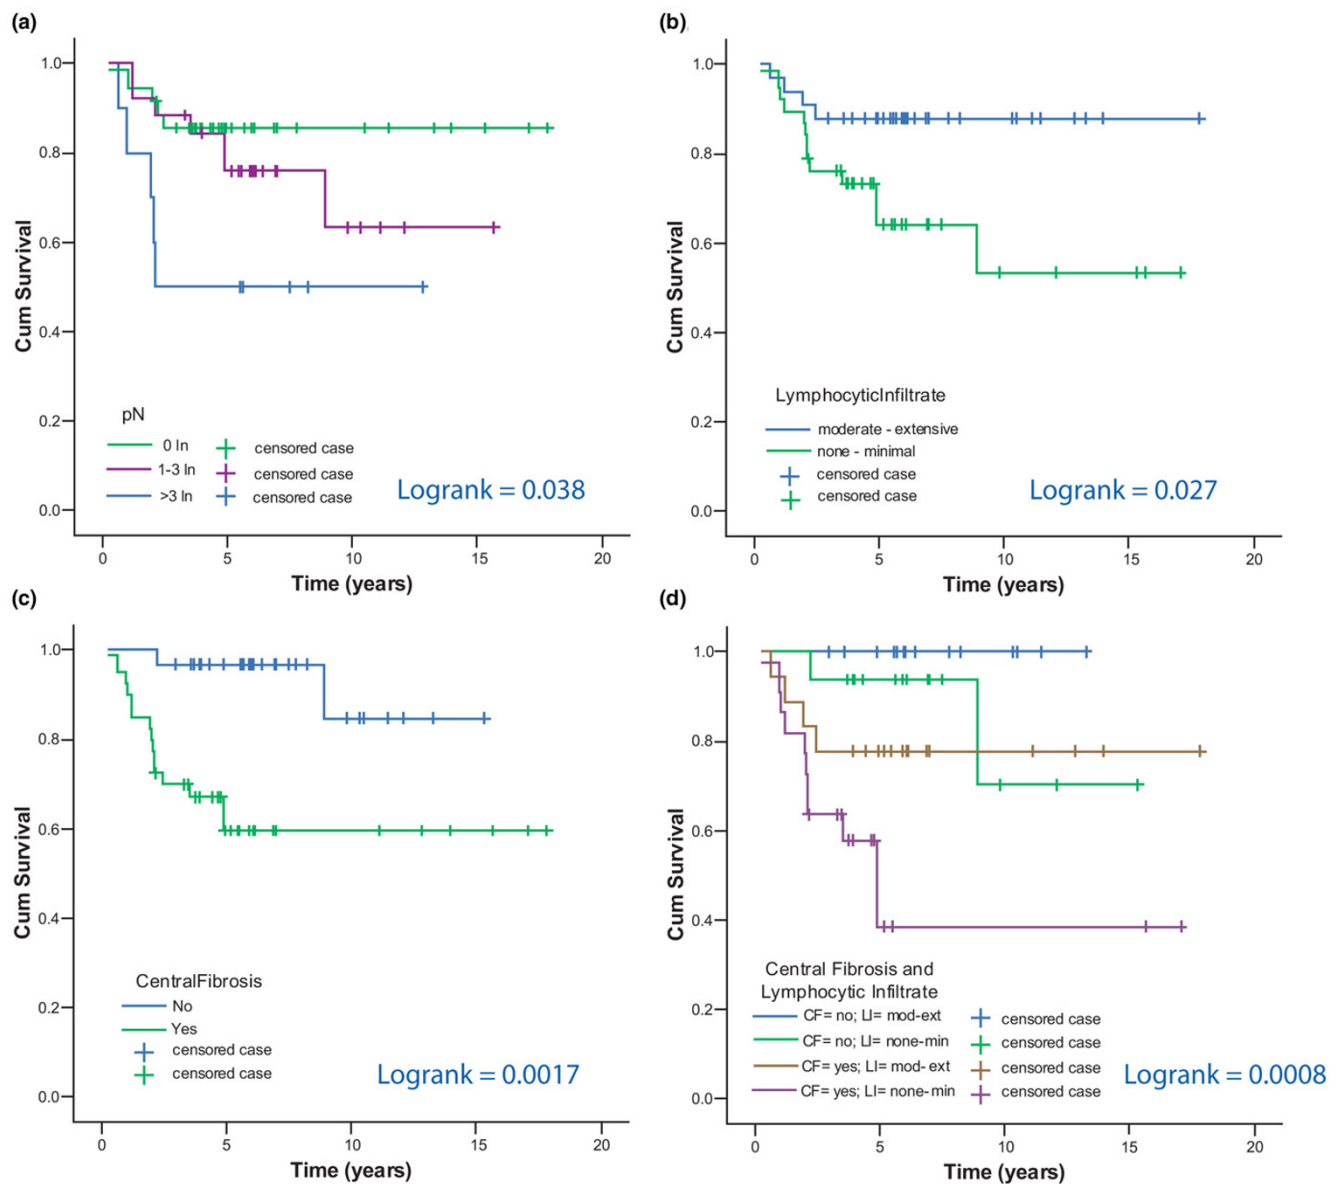 (a)
1.0
0.8
0.6
0.4
0.2
0.0
Cum Survival
pN
0 ln
censored case
1-3 ln
censored case
>3 ln
censored case
Logrank = 0.038
0 5 10 15 20
Time (years)
(b)
1.0
0.8
0.6
0.4
0.2
0.0
Cum Survival
LymphocyticInfiltrate
moderate - extensive
none - minimal
censored case
censored case
Logrank = 0.027
0 5 10 15 20
Time (years)
(c)
1.0
0.8
0.6
0.4
0.2
0.0
Cum Survival
CentralFibrosis
No
Yes
censored case
censored case
Logrank = 0.0017
0 5 10 15 20
Time (years)
(d)
1.0
0.8
0.6
0.4
0.2
0.0
Cum Survival
Central Fibrosis and
Lymphocytic Infiltrate
CF= no; LI= mod-ext
censored case
CF= no; LI= none-min
censored case
CF= yes; LI= mod- ext
censored case
CF= yes; LI= none-min
censored case
Logrank = 0.0008
0 5 10 15 20
Time (years)